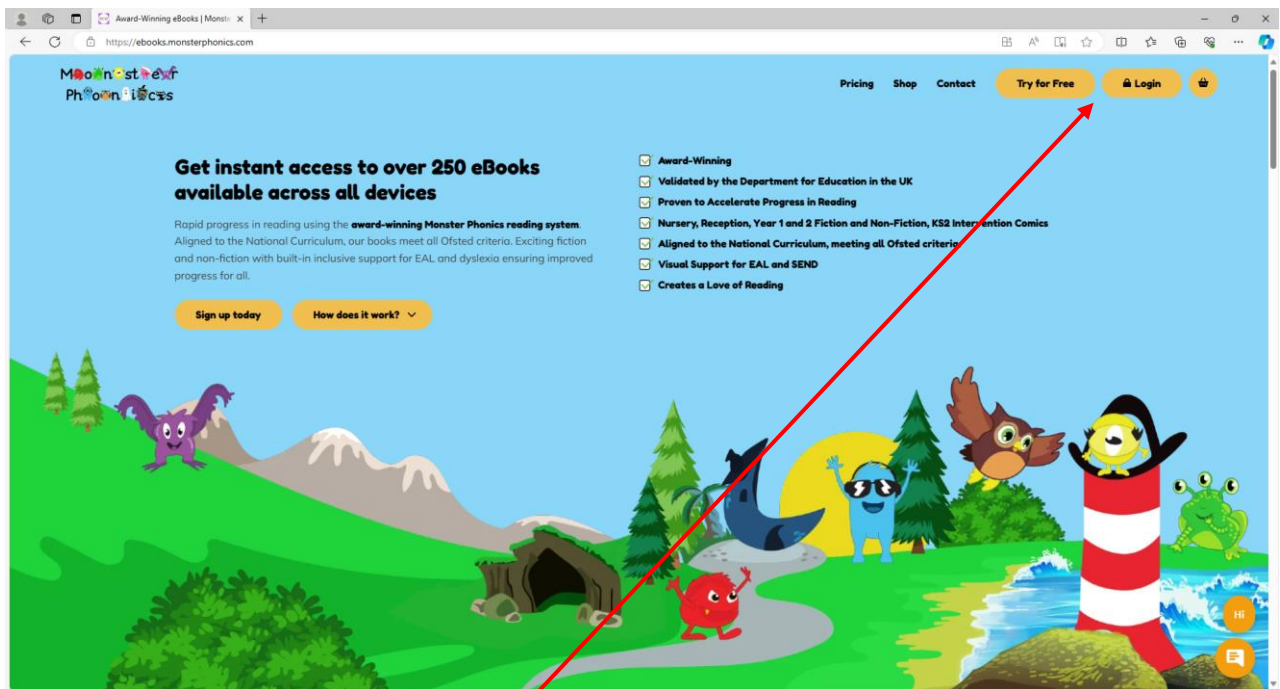 Award-Winning eBooks | Monst
https://ebooks.monsterphonics.com
Pricing Shop Contact Try for Free Login
Get instant access to over 250 eBooks
available across all devices
Rapid progress in reading using the award-winning Monster Phonics reading system.
Aligned to the National Curriculum, our books meet all Ofsted criteria. Exciting fiction
and non-fiction with built-in inclusive support for EAL and dyslexia ensuring improved
progress for all.
Sign up today How does it work?
Award-Winning
Validated by the Department for Education in the UK
Proven to Accelerate Progress in Reading
Nursery, Reception, Year 1 and 2 Fiction and Non-Fiction, KS2 Intervention Comics
Aligned to the National Curriculum, meeting all Ofsted criteria
Visual Support for EAL and SEND
Creates a Love of Reading
Hi